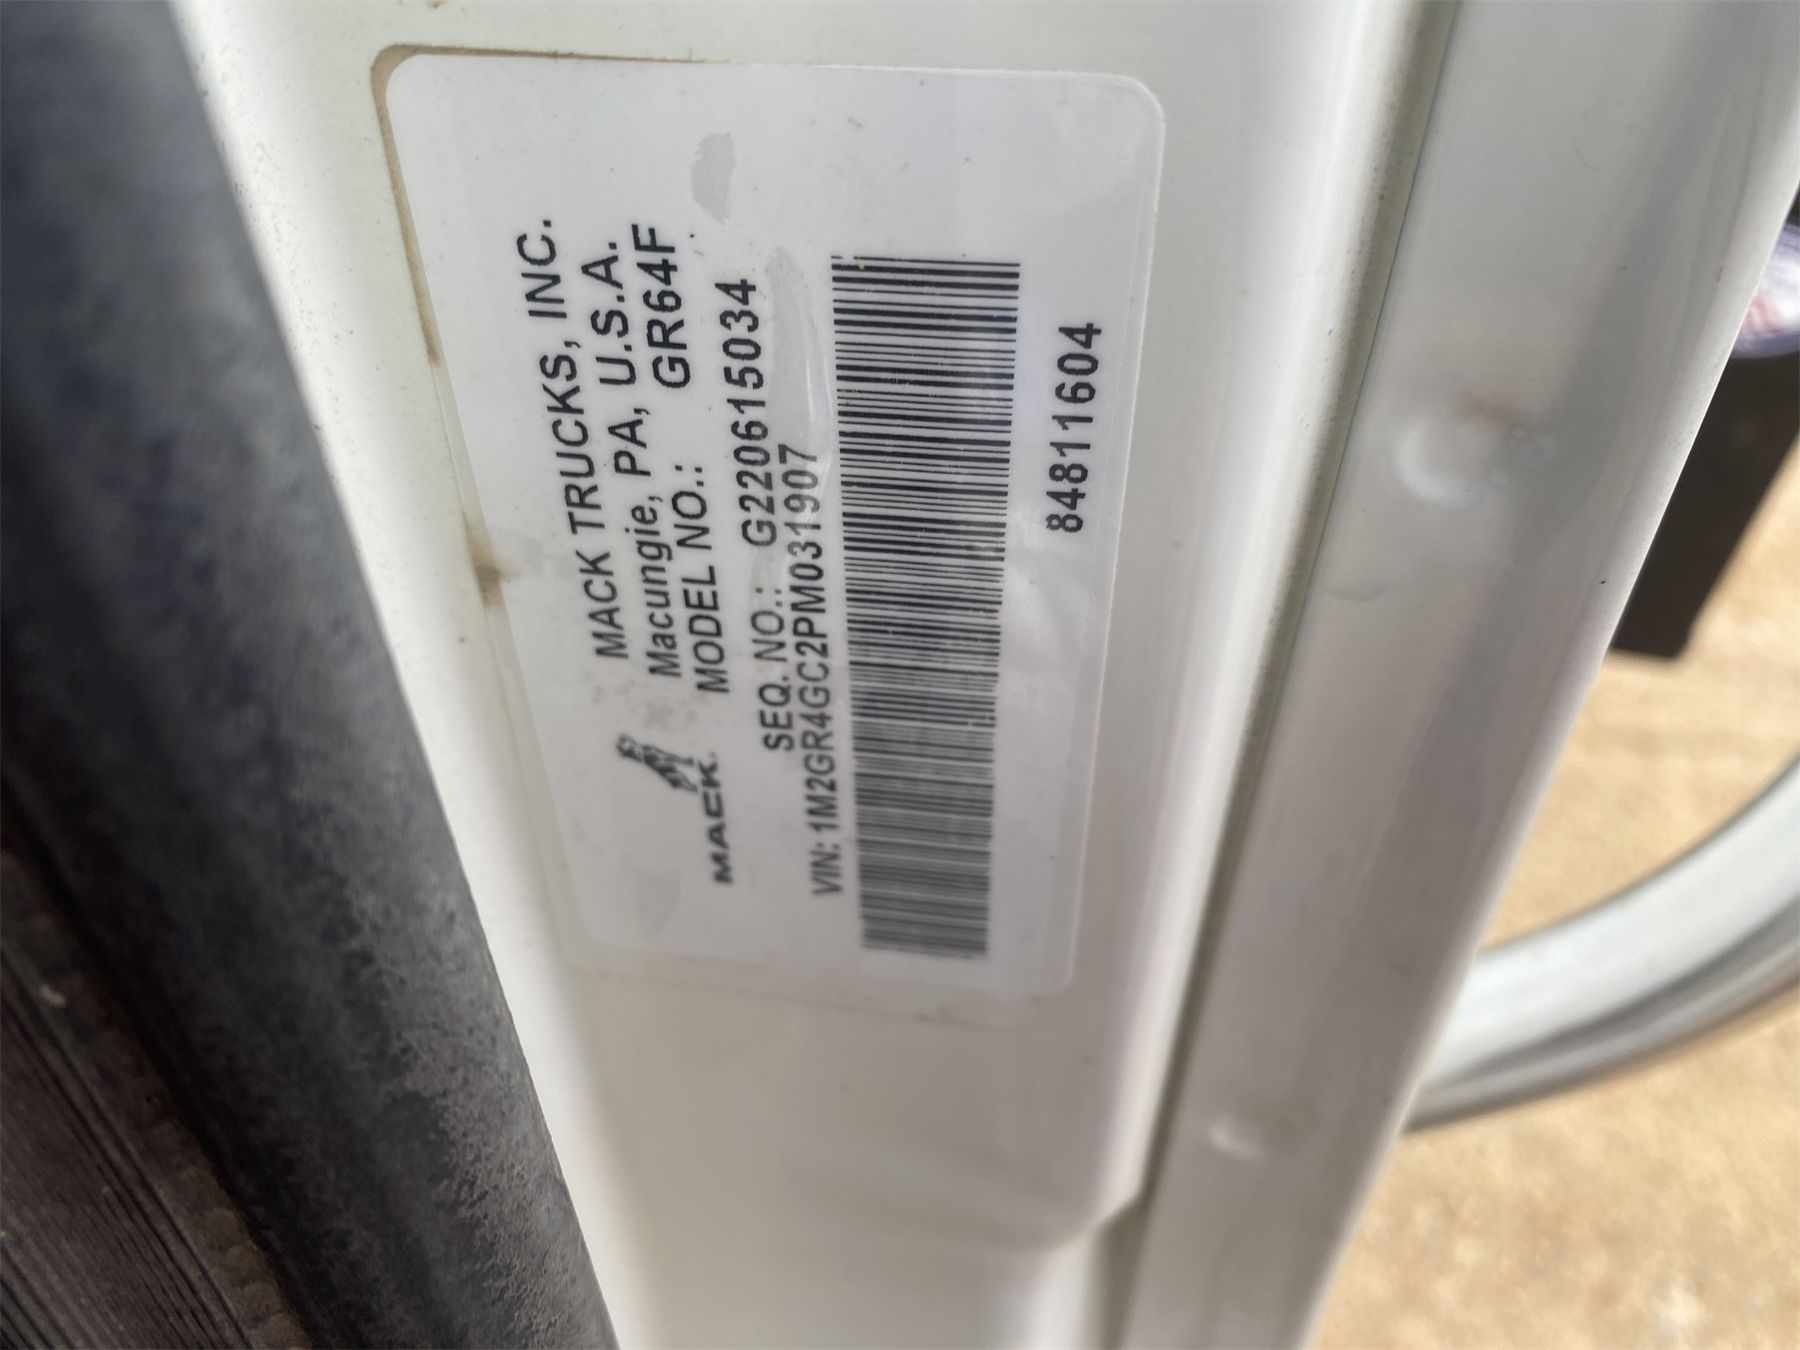 MACK TRUCKS, INC.
Macungie, PA, U.S.A.
MODEL NO.: GR64F
MACK
SEQ. NO.: G220615034
VIN: 1M2GR4GC2PM031907
84811604